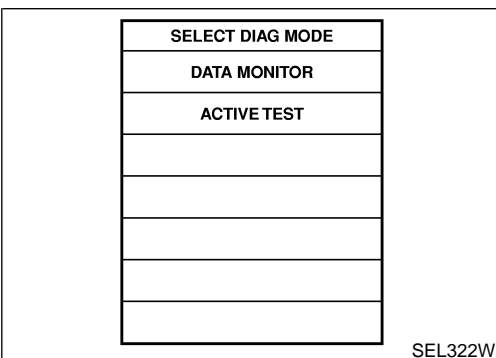 SELECT DIAG MODE
DATA MONITOR
ACTIVE TEST
SEL322W